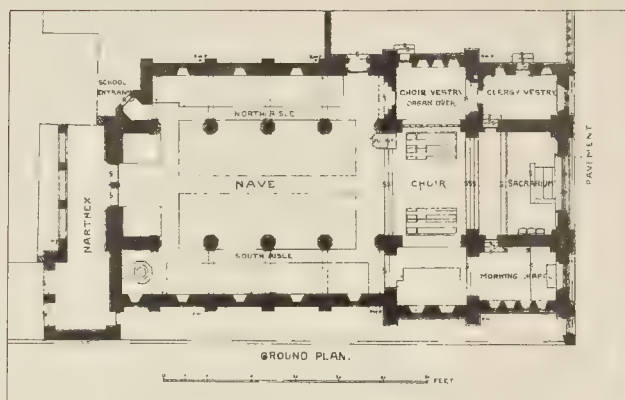 SCHOOL
ENTRANCE
NORTH AISLE
CHOIR VESTRY
ORGAN OVER
CLERGY VESTRY
NARTHEX
NAVE
CHOIR
SACRARIUM
PAVEMENT
SOUTH AISLE
MORNING CHAPEL
GROUND PLAN.
FEET